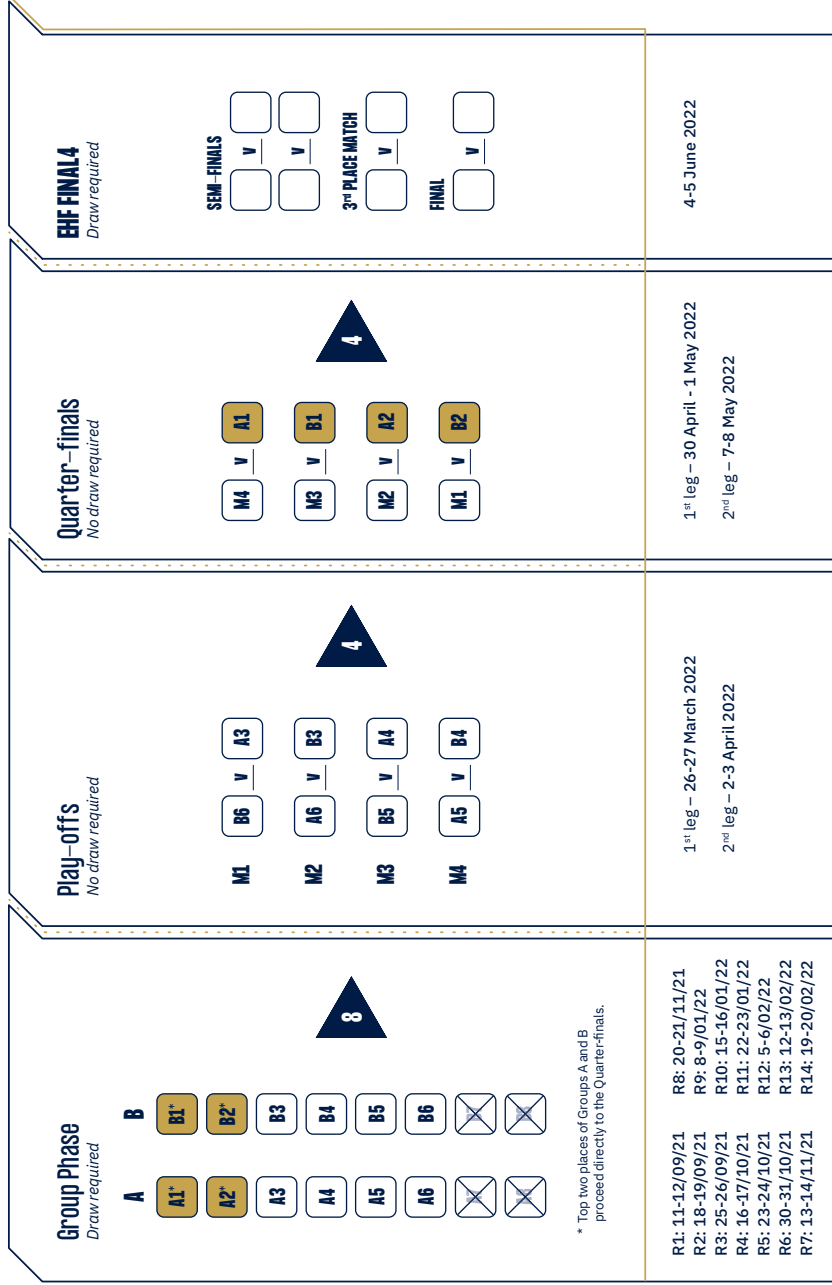 Group Phase
Draw required
A B
A1* B1*
A2* B2*
A3 B3
A4 B4
A5 B5
A6 B6
8
* Top two places of Groups A and B
proceed directly to the Quarter-finals.
R1: 11-12/09/21 R8: 20-21/11/21
R2: 18-19/09/21 R9: 8-9/01/22
R3: 25-26/09/21 R10: 15-16/01/22
R4: 16-17/10/21 R11: 22-23/01/22
R5: 23-24/10/21 R12: 5-6/02/22
R6: 30-31/10/21 R13: 12-13/02/22
R7: 13-14/11/21 R14: 19-20/02/22
Play-offs
No draw required
M1 B6 V A3
M2 A6 V B3
M3 B5 V A4
M4 A5 V B4
4
1st leg – 26-27 March 2022
2nd leg – 2-3 April 2022
Quarter-finals
No draw required
M4 V A1
M3 V B1
M2 V A2
M1 V B2
4
1st leg – 30 April - 1 May 2022
2nd leg – 7-8 May 2022
EHF FINAL4
Draw required
SEMI-FINALS
V
V
3rd PLACE MATCH
V
FINAL
V
4-5 June 2022